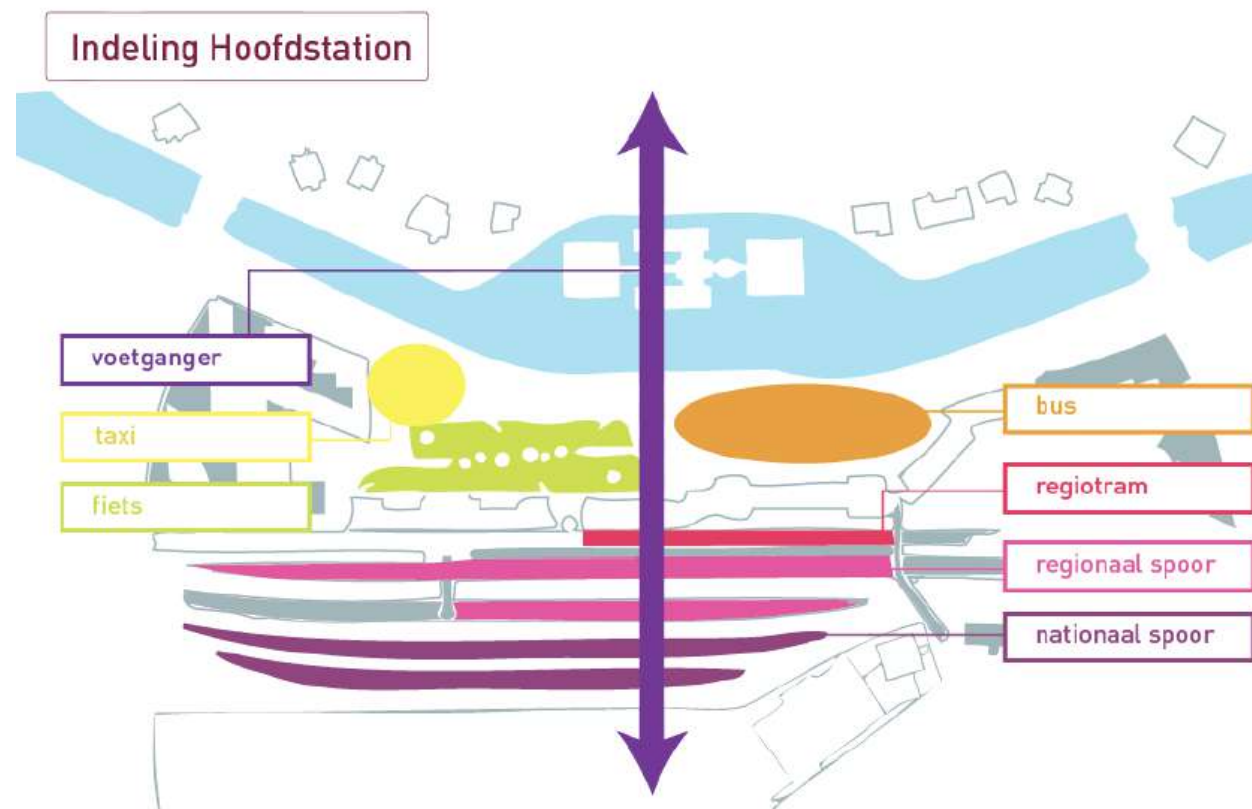 Indeling Hoofdstation
voetganger
taxi
fiets
bus
regiotram
regionaal spoor
nationaal spoor